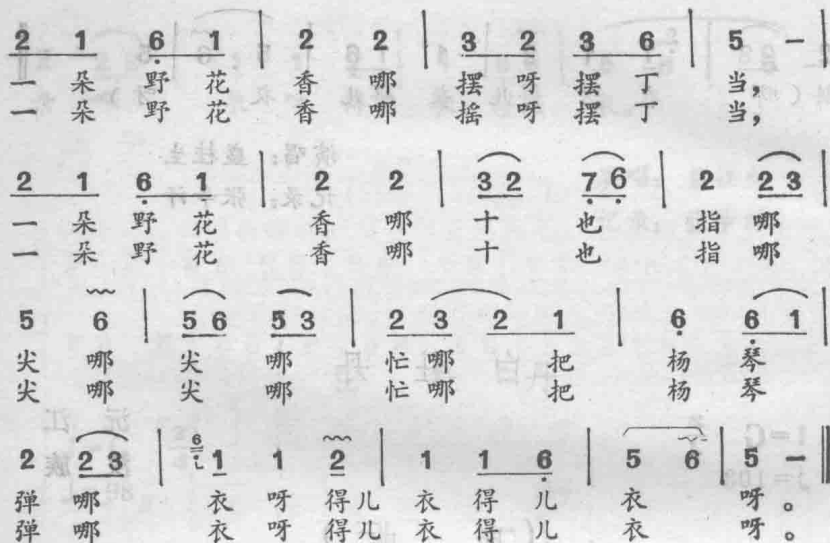 2 1 6 1 | 2 2 | 3 2 3 6 | 5 — |
一 朵 野 花 香 哪 摆 呀 摆 丁 当，
一 朵 野 花 香 哪 摇 呀 摆 丁 当，
2 1 6 1 | 2 2 | 3 2 7 6 | 2 2 3 |
一 朵 野 花 香 哪 十 也 指 哪
一 朵 野 花 香 哪 十 也 指 哪
5 6 | 5 6 5 3 | 2 3 2 1 | 6 6 1 |
尖 哪 尖 哪 忙 哪 把 杨 琴
尖 哪 尖 哪 忙 哪 把 杨 琴
2 2 3 | 6 1 1 2 | 1 1 6 | 5 6 | 5 — ‖
弹 哪 衣 呀 得 儿 衣 得 儿 衣 呀。
弹 哪 衣 呀 得 儿 衣 得 儿 衣 呀。